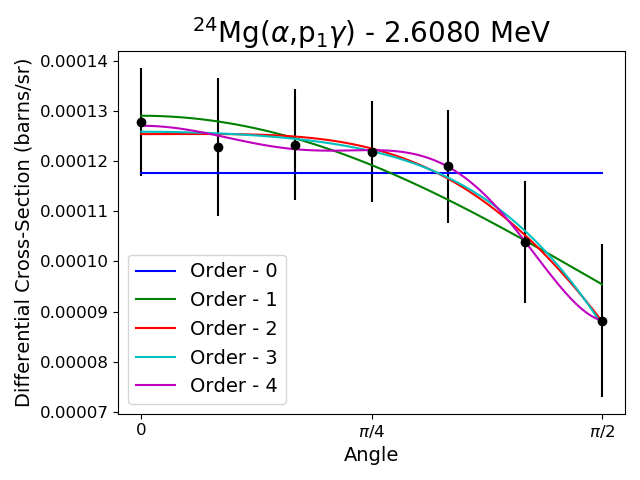 ²⁴Mg(α,p₁γ) - 2.6080 MeV
Differential Cross-Section (barns/sr)
0.00014
0.00013
0.00012
0.00011
0.00010
0.00009
0.00008
0.00007
Order - 0
Order - 1
Order - 2
Order - 3
Order - 4
0
π/4
π/2
Angle